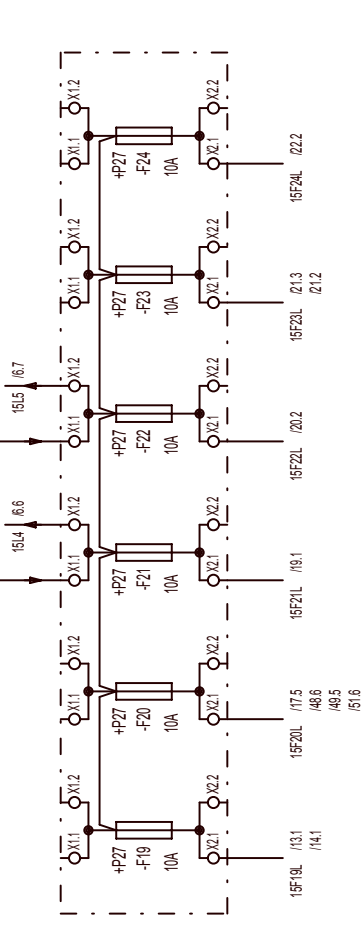 15L4 /6.6
15L5 /6.7
X1.1
X1.2
+P27
-F19
10A
X2.1
X2.2
15F19L
/13.1
/14.1
X1.1
X1.2
+P27
-F20
10A
X2.1
X2.2
15F20L
/17.5
/48.6
/49.5
/51.6
X1.1
X1.2
+P27
-F21
10A
X2.1
X2.2
15F21L
/19.1
X1.1
X1.2
+P27
-F22
10A
X2.1
X2.2
15F22L
/20.2
X1.1
X1.2
+P27
-F23
10A
X2.1
X2.2
15F23L
/21.3
/21.2
X1.1
X1.2
+P27
-F24
10A
X2.1
X2.2
15F24L
/22.2